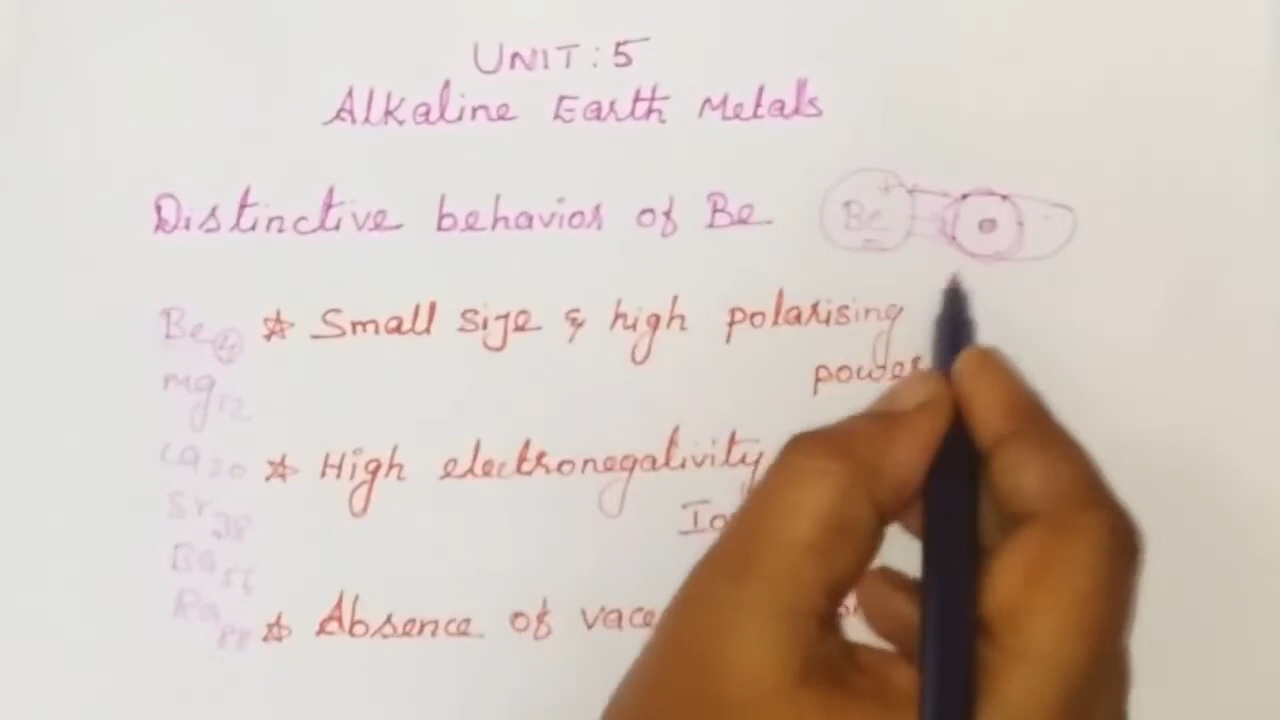 UNIT: 5
Alkaline Earth Metals
Distinctive behavior of Be
Be
Be 4
☆ Small size & high polarising
power
Mg 12
Ca 20
☆ High electronegativity
Sr 38
Ba 56
Ra 88
☆ Absence of